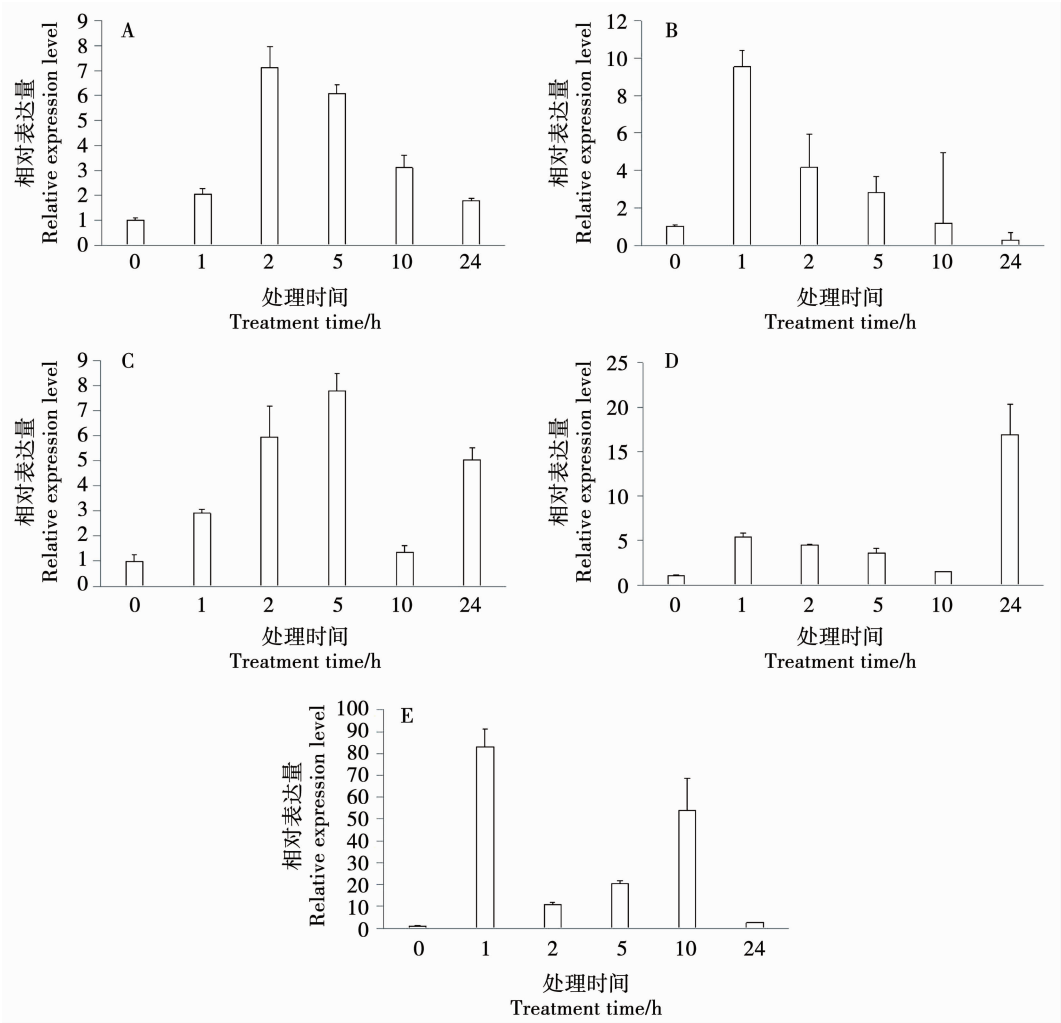 A
9
8
7
6
5
4
3
2
1
0
相对表达量
Relative expression level
0 1 2 5 10 24
处理时间
Treatment time/h
B
12
10
8
6
4
2
0
相对表达量
Relative expression level
0 1 2 5 10 24
处理时间
Treatment time/h
C
9
8
7
6
5
4
3
2
1
0
相对表达量
Relative expression level
0 1 2 5 10 24
处理时间
Treatment time/h
D
25
20
15
10
5
0
相对表达量
Relative expression level
0 1 2 5 10 24
处理时间
Treatment time/h
E
100
90
80
70
60
50
40
30
20
10
0
相对表达量
Relative expression level
0 1 2 5 10 24
处理时间
Treatment time/h